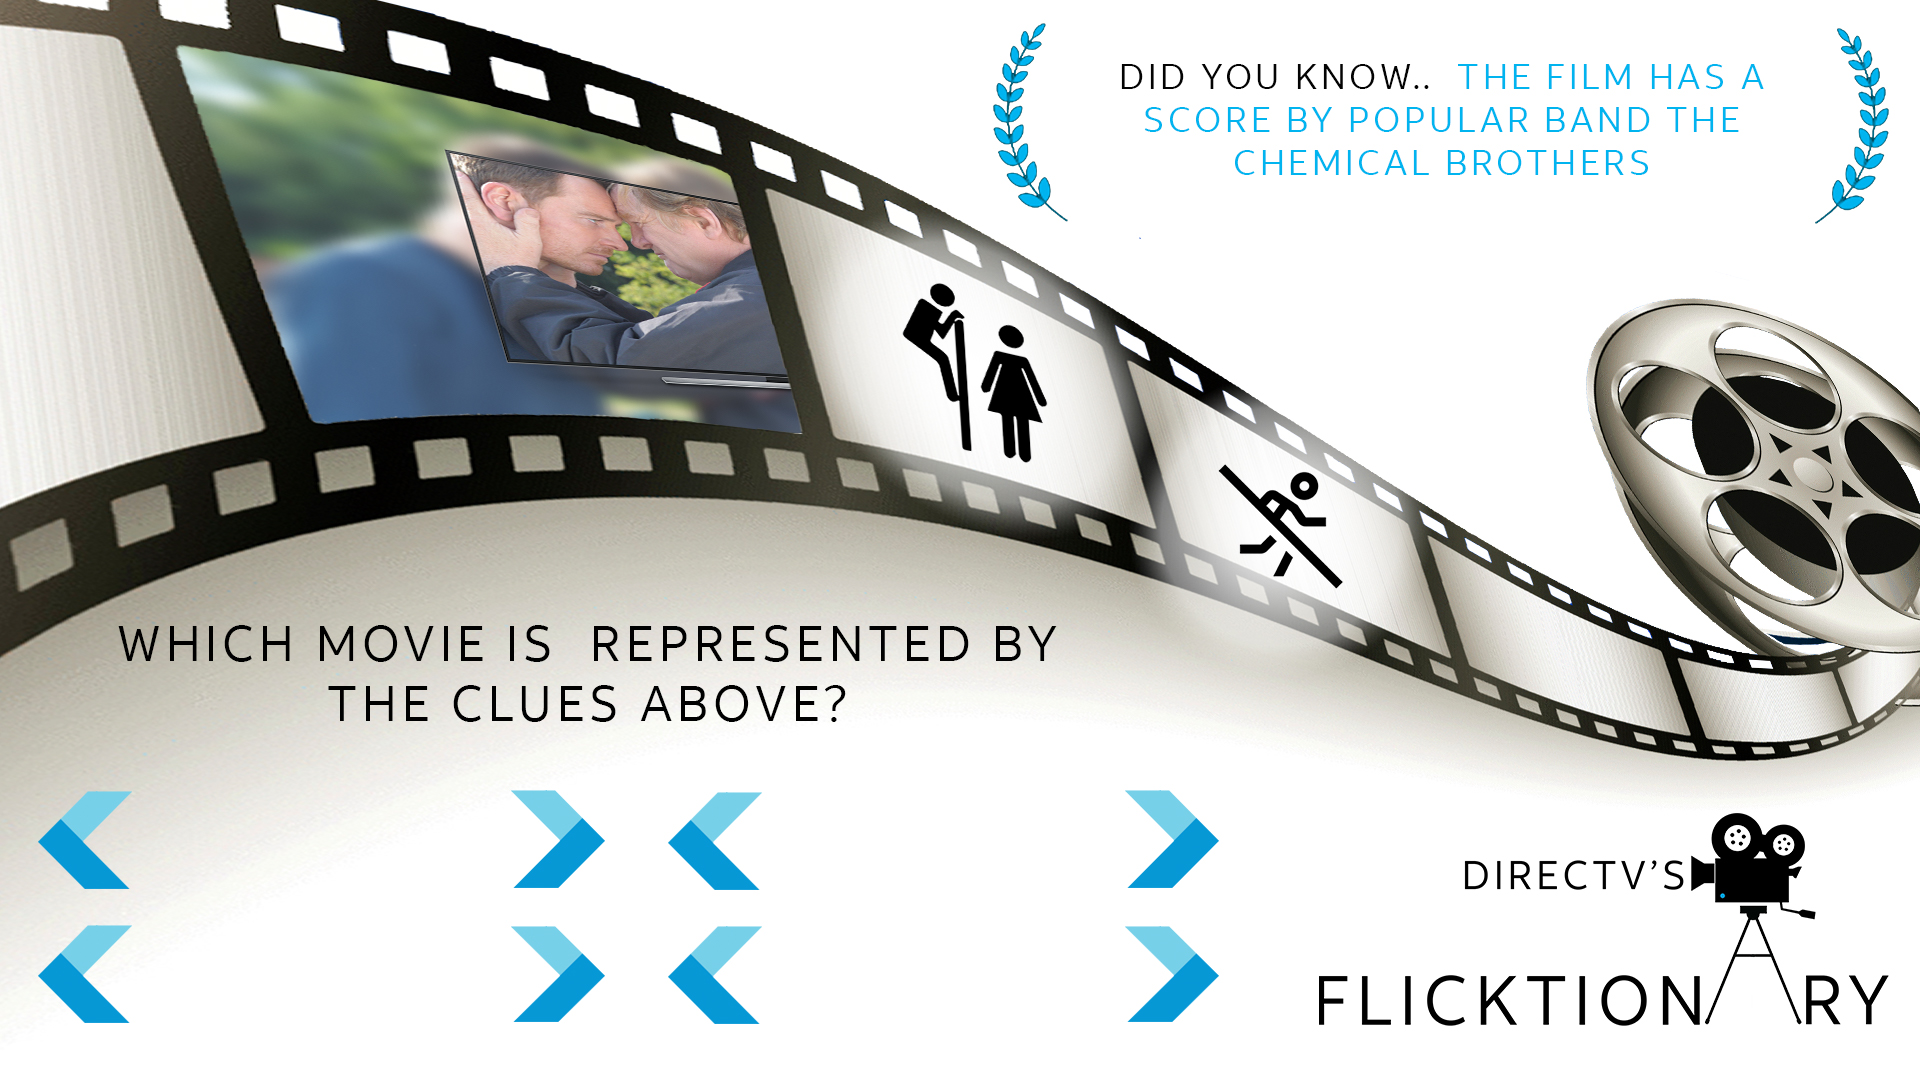 DID YOU KNOW.. THE FILM HAS A
SCORE BY POPULAR BAND THE
CHEMICAL BROTHERS
WHICH MOVIE IS REPRESENTED BY
THE CLUES ABOVE?
DIRECTV'S
FLICKTIONARY